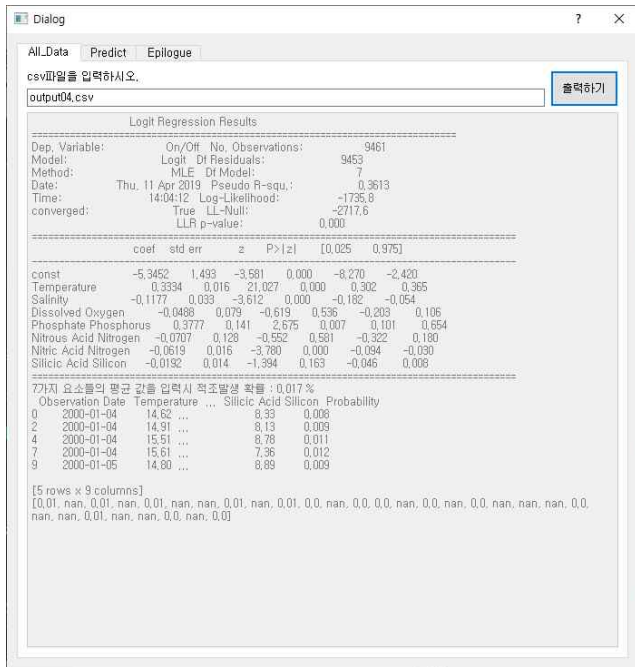 Dialog ? ×
All_Data Predict Epilogue
csv파일을 입력하시오.
output04.csv 출력하기
Logit Regression Results
==============================================================================
Dep. Variable: On/Off No. Observations: 9461
Model: Logit Df Residuals: 9453
Method: MLE Df Model: 7
Date: Thu, 11 Apr 2019 Pseudo R-squ.: 0.3613
Time: 14:04:12 Log-Likelihood: -1735.8
converged: True LL-Null: -2717.6
LLR p-value: 0.000
==============================================================================
coef std err z P>|z| [0.025 0.975]
------------------------------------------------------------------------------
const -5.3452 1.493 -3.581 0.000 -8.270 -2.420
Temperature 0.3334 0.016 21.027 0.000 0.302 0.365
Salinity -0.1177 0.033 -3.612 0.000 -0.182 -0.054
Dissolved Oxygen -0.0488 0.079 -0.619 0.536 -0.203 0.106
Phosphate Phosphorus 0.3777 0.141 2.675 0.007 0.101 0.654
Nitrous Acid Nitrogen -0.0707 0.128 -0.552 0.581 -0.322 0.180
Nitric Acid Nitrogen -0.0619 0.016 -3.780 0.000 -0.094 -0.030
Silicic Acid Silicon -0.0192 0.014 -1.394 0.163 -0.046 0.008
==============================================================================
7가지 요소들의 평균 값을 입력시 적조발생 확률 : 0.017 %
Observation Date Temperature ... Silicic Acid Silicon Probability
0 2000-01-04 14.62 ... 8.33 0.008
2 2000-01-04 14.91 ... 8.13 0.009
4 2000-01-04 15.51 ... 8.78 0.011
7 2000-01-04 15.61 ... 7.36 0.012
9 2000-01-05 14.80 ... 8.89 0.009
[5 rows x 9 columns]
[0.01, nan, 0.01, nan, 0.01, nan, nan, 0.01, nan, 0.01, 0.0, nan, 0.0, 0.0, nan, 0.0, nan, 0.0, nan, nan, nan, 0.0,
nan, nan, 0.01, nan, nan, 0.0, nan, 0.0]